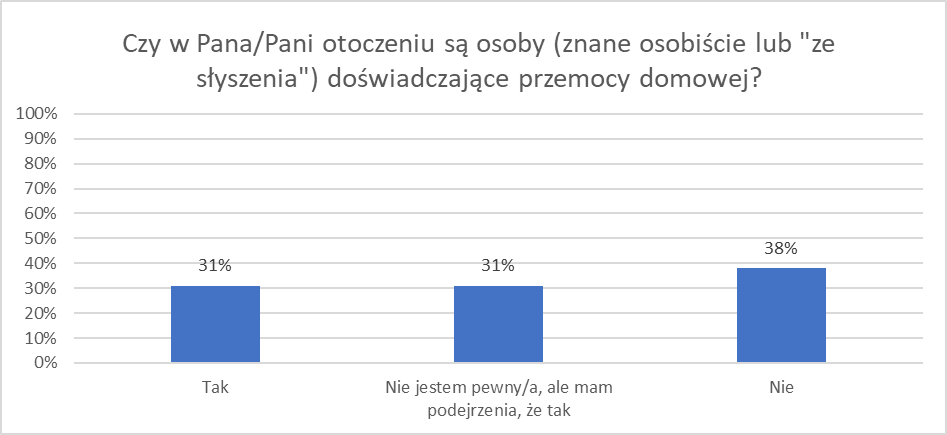 Czy w Pana/Pani otoczeniu są osoby (znane osobiście lub "ze
słyszenia") doświadczające przemocy domowej?
100%
90%
80%
70%
60%
50%
40%
30%
20%
10%
0%
31%
31%
38%
Tak
Nie jestem pewny/a, ale mam
podejrzenia, że tak
Nie